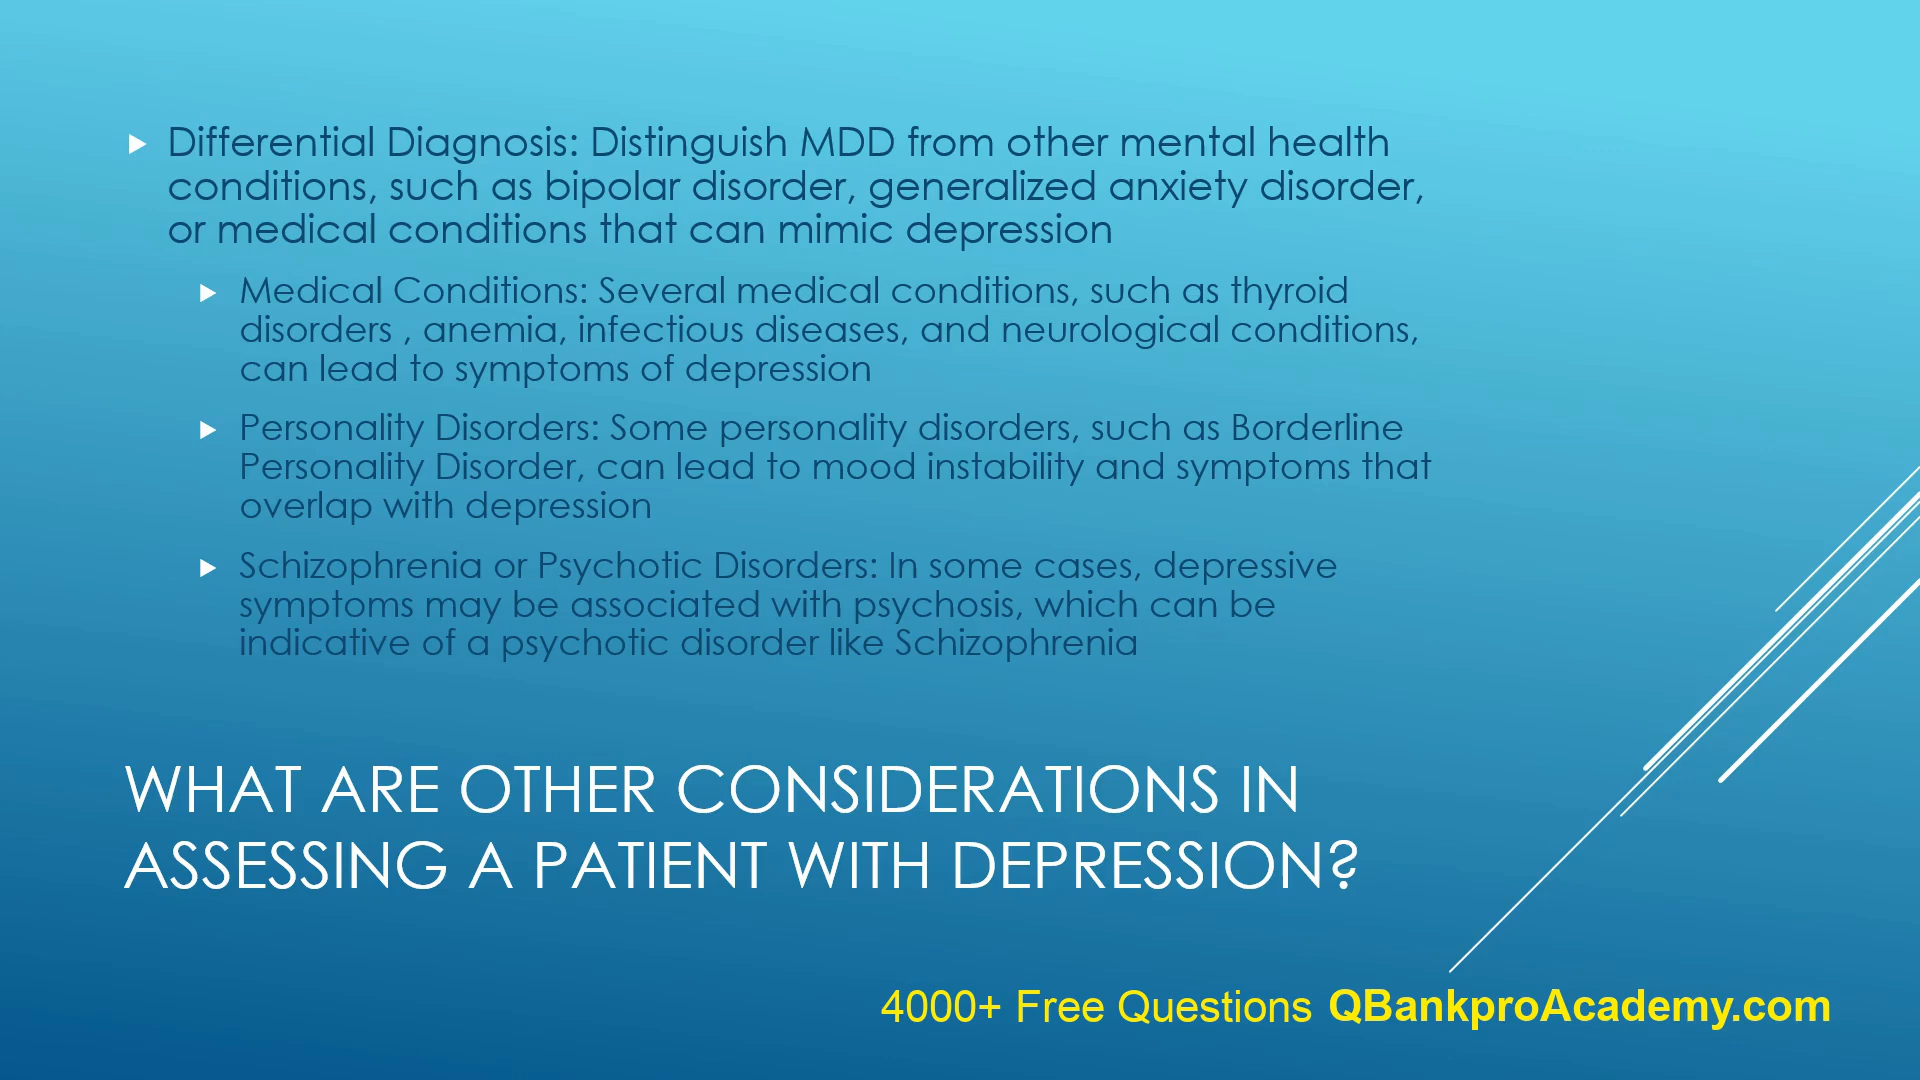 Differential Diagnosis: Distinguish MDD from other mental health
conditions, such as bipolar disorder, generalized anxiety disorder,
or medical conditions that can mimic depression
Medical Conditions: Several medical conditions, such as thyroid
disorders , anemia, infectious diseases, and neurological conditions,
can lead to symptoms of depression
Personality Disorders: Some personality disorders, such as Borderline
Personality Disorder, can lead to mood instability and symptoms that
overlap with depression
Schizophrenia or Psychotic Disorders: In some cases, depressive
symptoms may be associated with psychosis, which can be
indicative of a psychotic disorder like Schizophrenia
WHAT ARE OTHER CONSIDERATIONS IN
ASSESSING A PATIENT WITH DEPRESSION?
4000+ Free Questions QBankproAcademy.com